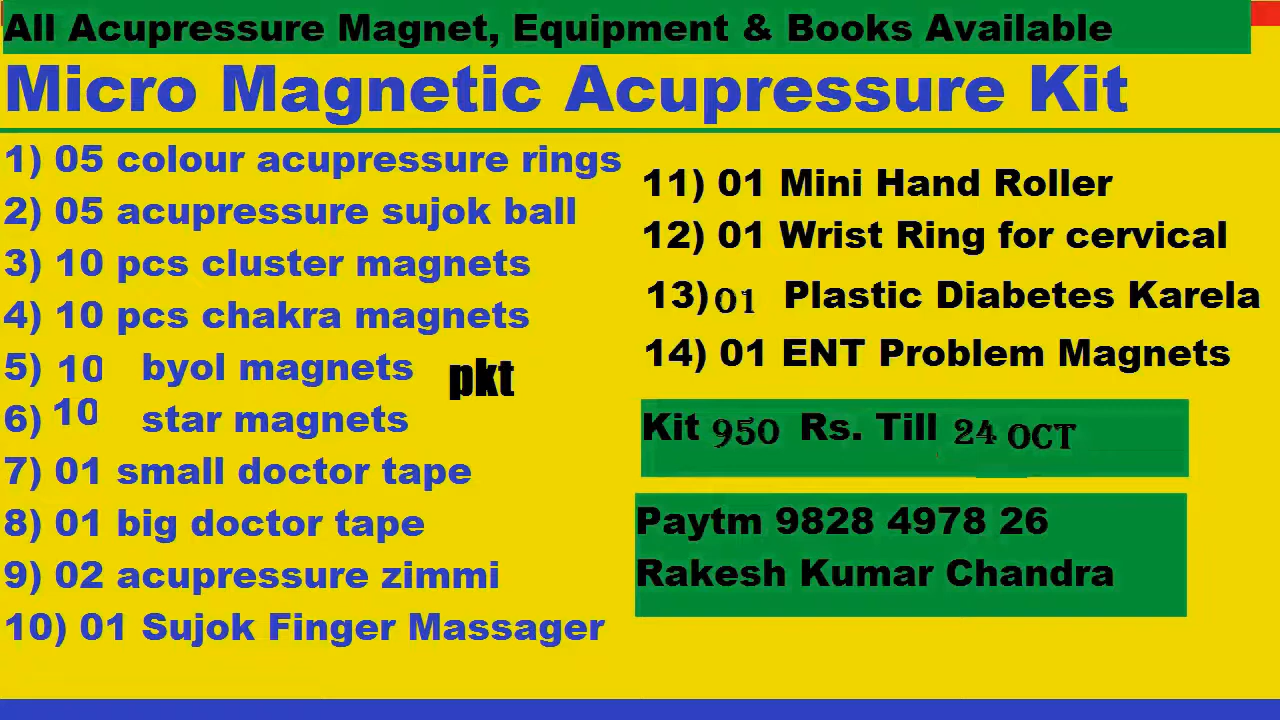 All Acupressure Magnet, Equipment & Books Available
Micro Magnetic Acupressure Kit
1) 05 colour acupressure rings
2) 05 acupressure sujok ball
3) 10 pcs cluster magnets
4) 10 pcs chakra magnets
5) 10 byol magnets pkt
6) 10 star magnets
7) 01 small doctor tape
8) 01 big doctor tape
9) 02 acupressure zimmi
10) 01 Sujok Finger Massager
11) 01 Mini Hand Roller
12) 01 Wrist Ring for cervical
13) 01 Plastic Diabetes Karela
14) 01 ENT Problem Magnets
Kit 950 Rs. Till 24 OCT
Paytm 9828 4978 26
Rakesh Kumar Chandra